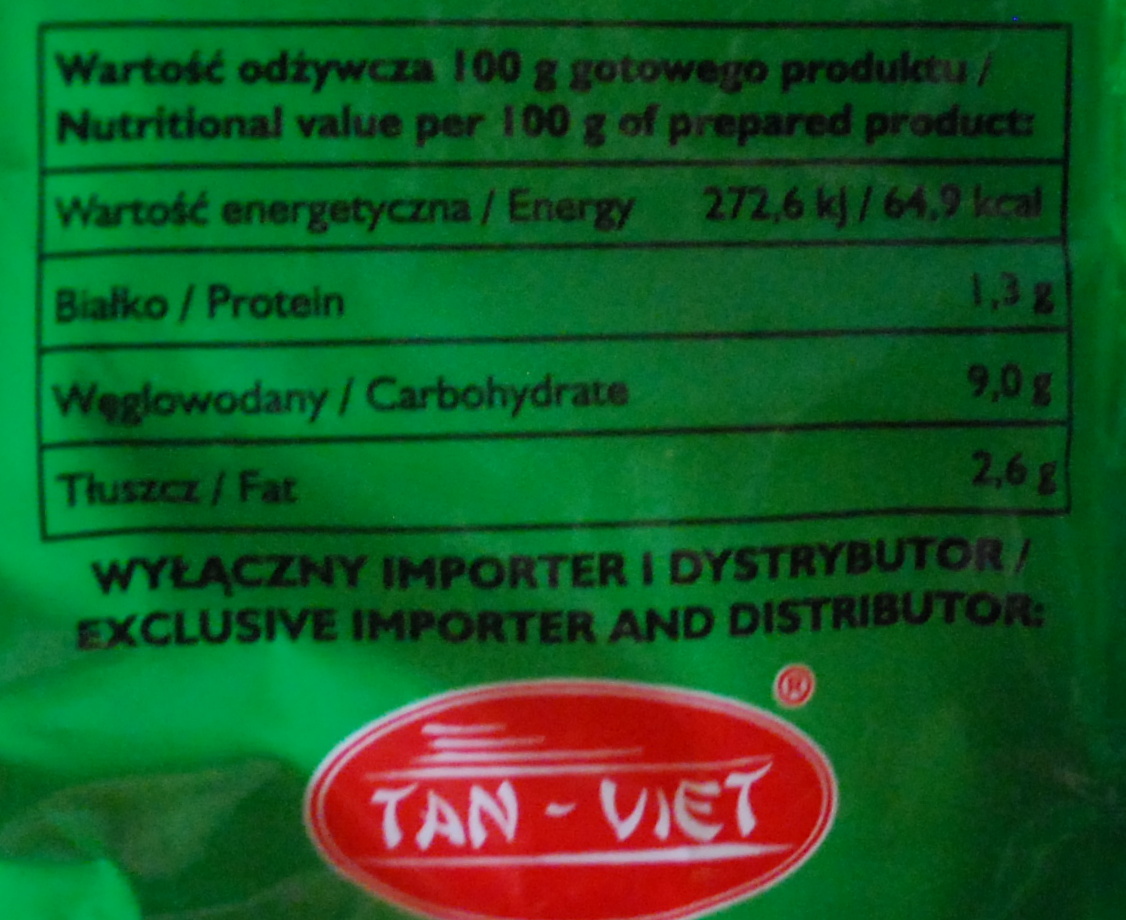 Wartość odżywcza 100 g gotowego produktu /
Nutritional value per 100 g of prepared product:
Wartość energetyczna / Energy 272,6 kJ / 64,9 kcal
Białko / Protein 1,3 g
Węglowodany / Carbohydrate 9,0 g
Tłuszcz / Fat 2,6 g
WYŁĄCZNY IMPORTER I DYSTRYBUTOR /
EXCLUSIVE IMPORTER AND DISTRIBUTOR:
®
TAN - VIET